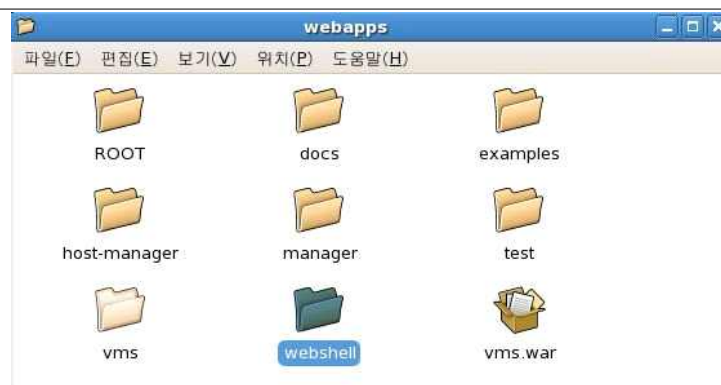 webapps
파일(F) 편집(E) 보기(V) 위치(P) 도움말(H)
ROOT docs examples
host-manager manager test
vms webshell vms.war